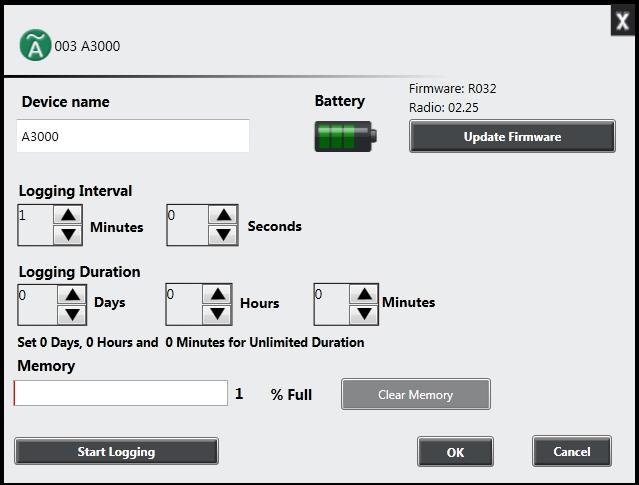 X
Ã 003 A3000
Firmware: R032
Device name Battery Radio: 02.25
A3000 Update Firmware
Logging Interval
1 Minutes 0 Seconds
Logging Duration
0 Days 0 Hours 0 Minutes
Set 0 Days, 0 Hours and 0 Minutes for Unlimited Duration
Memory
1 % Full Clear Memory
Start Logging OK Cancel